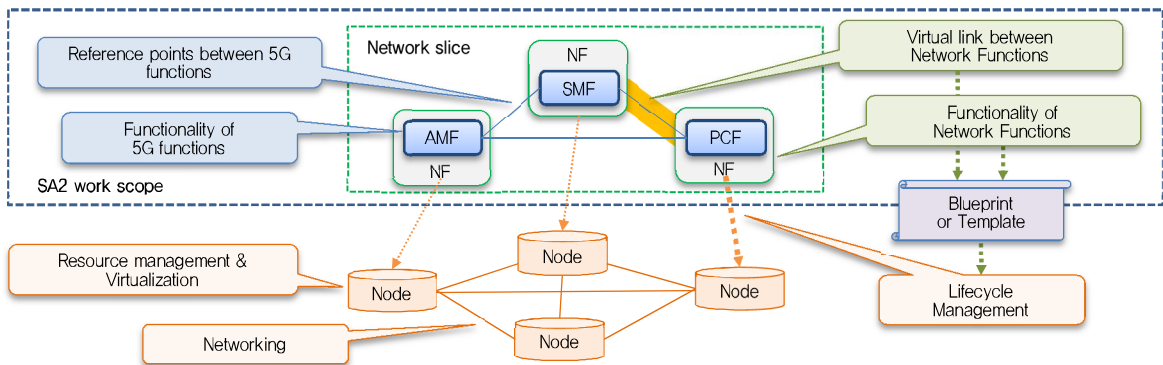 Reference points between 5G
functions
Network slice
NF
SMF
Virtual link between
Network Functions
Functionality of
5G functions
AMF
NF
PCF
NF
Functionality of
Network Functions
SA2 work scope
Blueprint
or Template
Resource management &
Virtualization
Node
Node
Node
Node
Networking
Lifecycle
Management